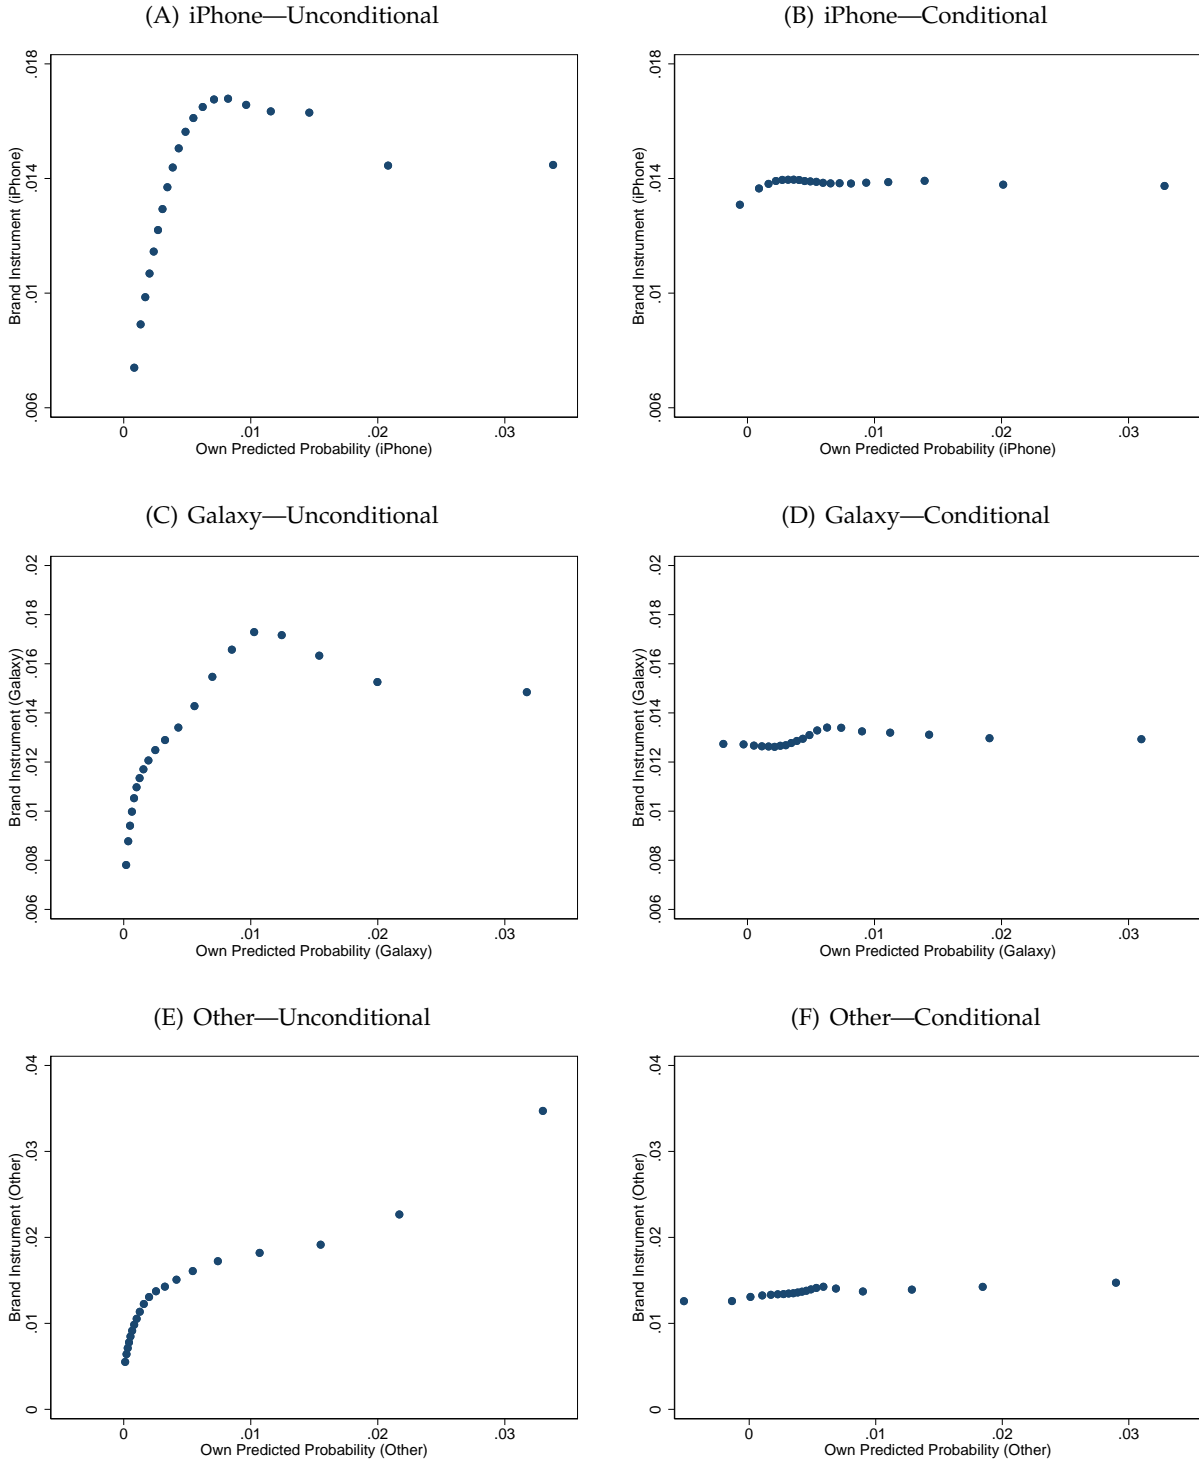 (A) iPhone—Unconditional
Brand Instrument (iPhone)
.018
.014
.01
.006
0 .01 .02 .03
Own Predicted Probability (iPhone)
(B) iPhone—Conditional
Brand Instrument (iPhone)
.018
.014
.01
.006
0 .01 .02 .03
Own Predicted Probability (iPhone)
(C) Galaxy—Unconditional
Brand Instrument (Galaxy)
.02
.018
.016
.014
.012
.01
.008
.006
0 .01 .02 .03
Own Predicted Probability (Galaxy)
(D) Galaxy—Conditional
Brand Instrument (Galaxy)
.02
.018
.016
.014
.012
.01
.008
.006
0 .01 .02 .03
Own Predicted Probability (Galaxy)
(E) Other—Unconditional
Brand Instrument (Other)
.04
.03
.02
.01
0
0 .01 .02 .03
Own Predicted Probability (Other)
(F) Other—Conditional
Brand Instrument (Other)
.04
.03
.02
.01
0
0 .01 .02 .03
Own Predicted Probability (Other)